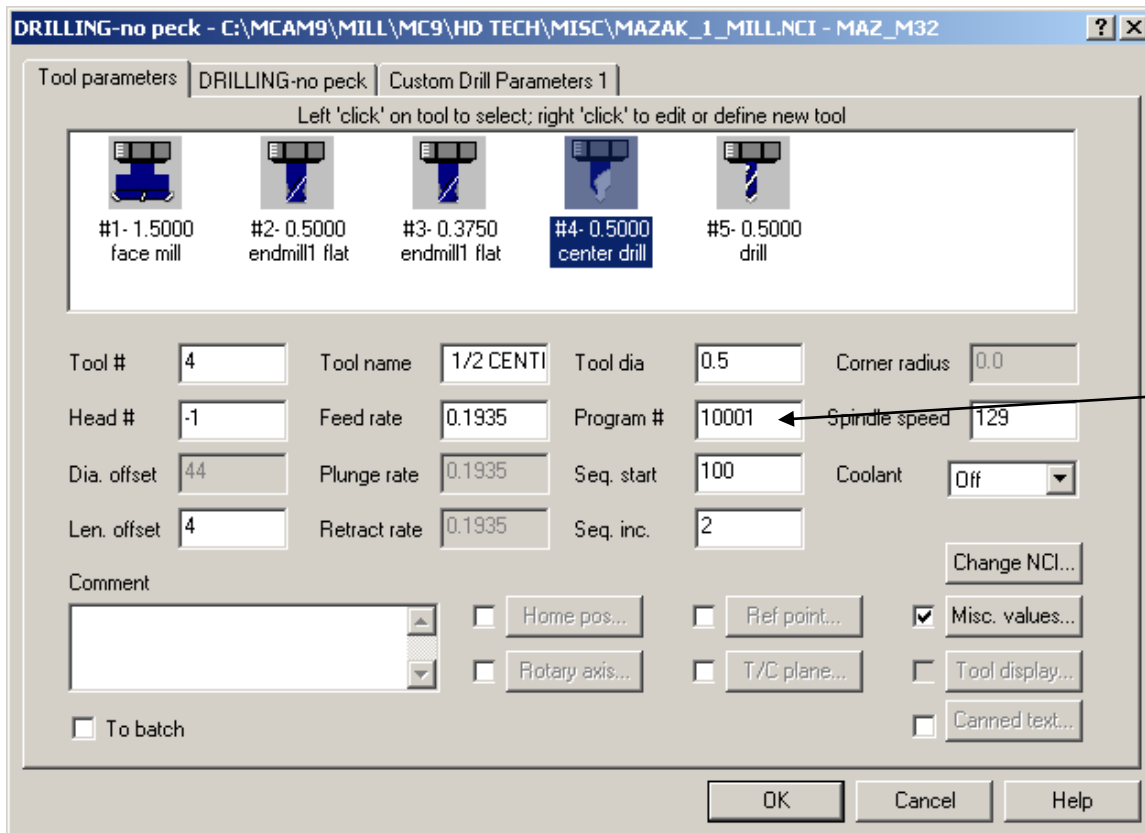 DRILLING-no peck - C:\MCAM9\MILL\MC9\HD TECH\MISC\MAZAK_1_MILL.NCI - MAZ_M32
Tool parameters DRILLING-no peck Custom Drill Parameters 1
Left 'click' on tool to select; right 'click' to edit or define new tool
#1- 1.5000 #2- 0.5000 #3- 0.3750 #4- 0.5000 #5- 0.5000
face mill endmill1 flat endmill1 flat center drill drill
Tool # 4 Tool name 1/2 CENTI Tool dia 0.5 Corner radius 0.0
Head # -1 Feed rate 0.1935 Program # 10001 Spindle speed 129
Dia. offset 44 Plunge rate 0.1935 Seq. start 100 Coolant Off
Len. offset 4 Retract rate 0.1935 Seq. inc. 2
Change NCI...
Comment
Home pos... Ref point... Misc. values...
Rotary axis... T/C plane... Tool display...
To batch Canned text...
OK Cancel Help